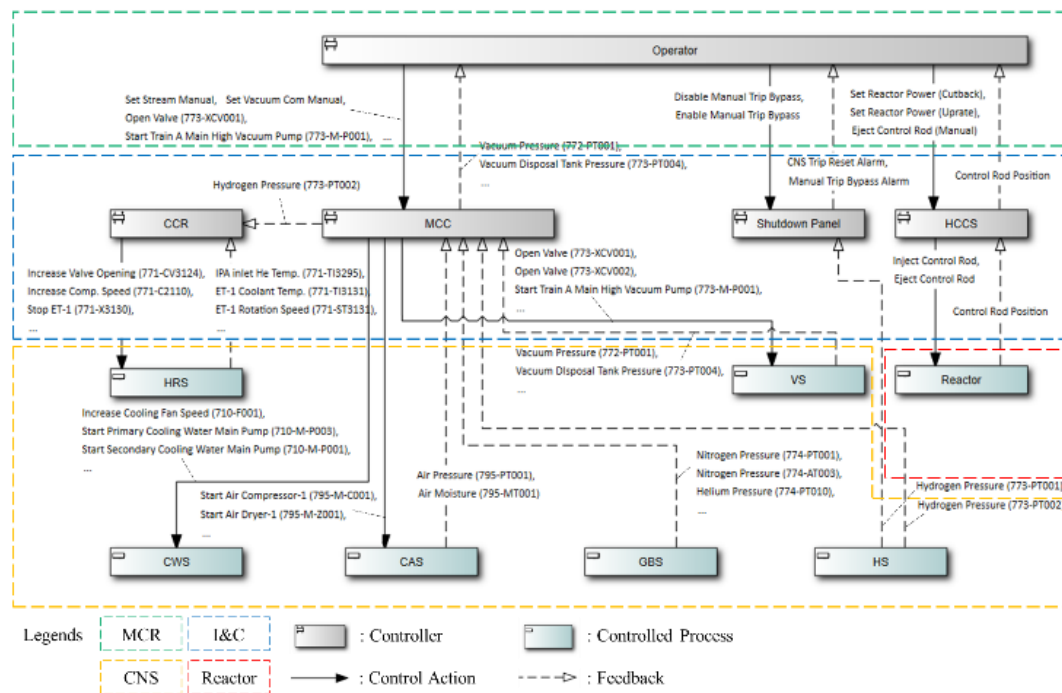 Operator
Set Stream Manual, Set Vacuum Com Manual,
Open Valve (773-XCV001),
Start Train A Main High Vacuum Pump (773-M-P001), ...
Disable Manual Trip Bypass,
Enable Manual Trip Bypass
Set Reactor Power (Cutback),
Set Reactor Power (Uprate),
Eject Control Rod (Manual)
Vacuum Pressure (772-PT001),
Vacuum Disposal Tank Pressure (773-PT004),
...
CNS Trip Reset Alarm,
Manual Trip Bypass Alarm
Control Rod Position
Hydrogen Pressure (773-PT002)
CCR
MCC
Shutdown Panel
HCCS
Increase Valve Opening (771-CV3124),
Increase Comp. Speed (771-C2110),
Stop ET-1 (771-X3130),
...
IPA inlet He Temp. (771-TI3295),
ET-1 Coolant Temp. (771-TI3131),
ET-1 Rotation Speed (771-ST3131),
...
Open Valve (773-XCV001),
Open Valve (773-XCV002),
Start Train A Main High Vacuum Pump (773-M-P001),
...
Inject Control Rod,
Eject Control Rod
Control Rod Position
Vacuum Pressure (772-PT001),
Vacuum DIsposal Tank Pressure (773-PT004),
...
HRS
VS
Reactor
Increase Cooling Fan Speed (710-F001),
Start Primary Cooling Water Main Pump (710-M-P003),
Start Secondary Cooling Water Main Pump (710-M-P001),
...
Start Air Compressor-1 (795-M-C001),
Start Air Dryer-1 (795-M-Z001),
...
Air Pressure (795-PT001),
Air Moisture (795-MT001)
Nitrogen Pressure (774-PT001),
Nitrogen Pressure (774-AT003),
Helium Pressure (774-PT010),
...
Hydrogen Pressure (773-PT001)
Hydrogen Pressure (773-PT002)
CWS
CAS
GBS
HS
Legends
MCR
I&C
: Controller
: Controlled Process
CNS
Reactor
: Control Action
: Feedback